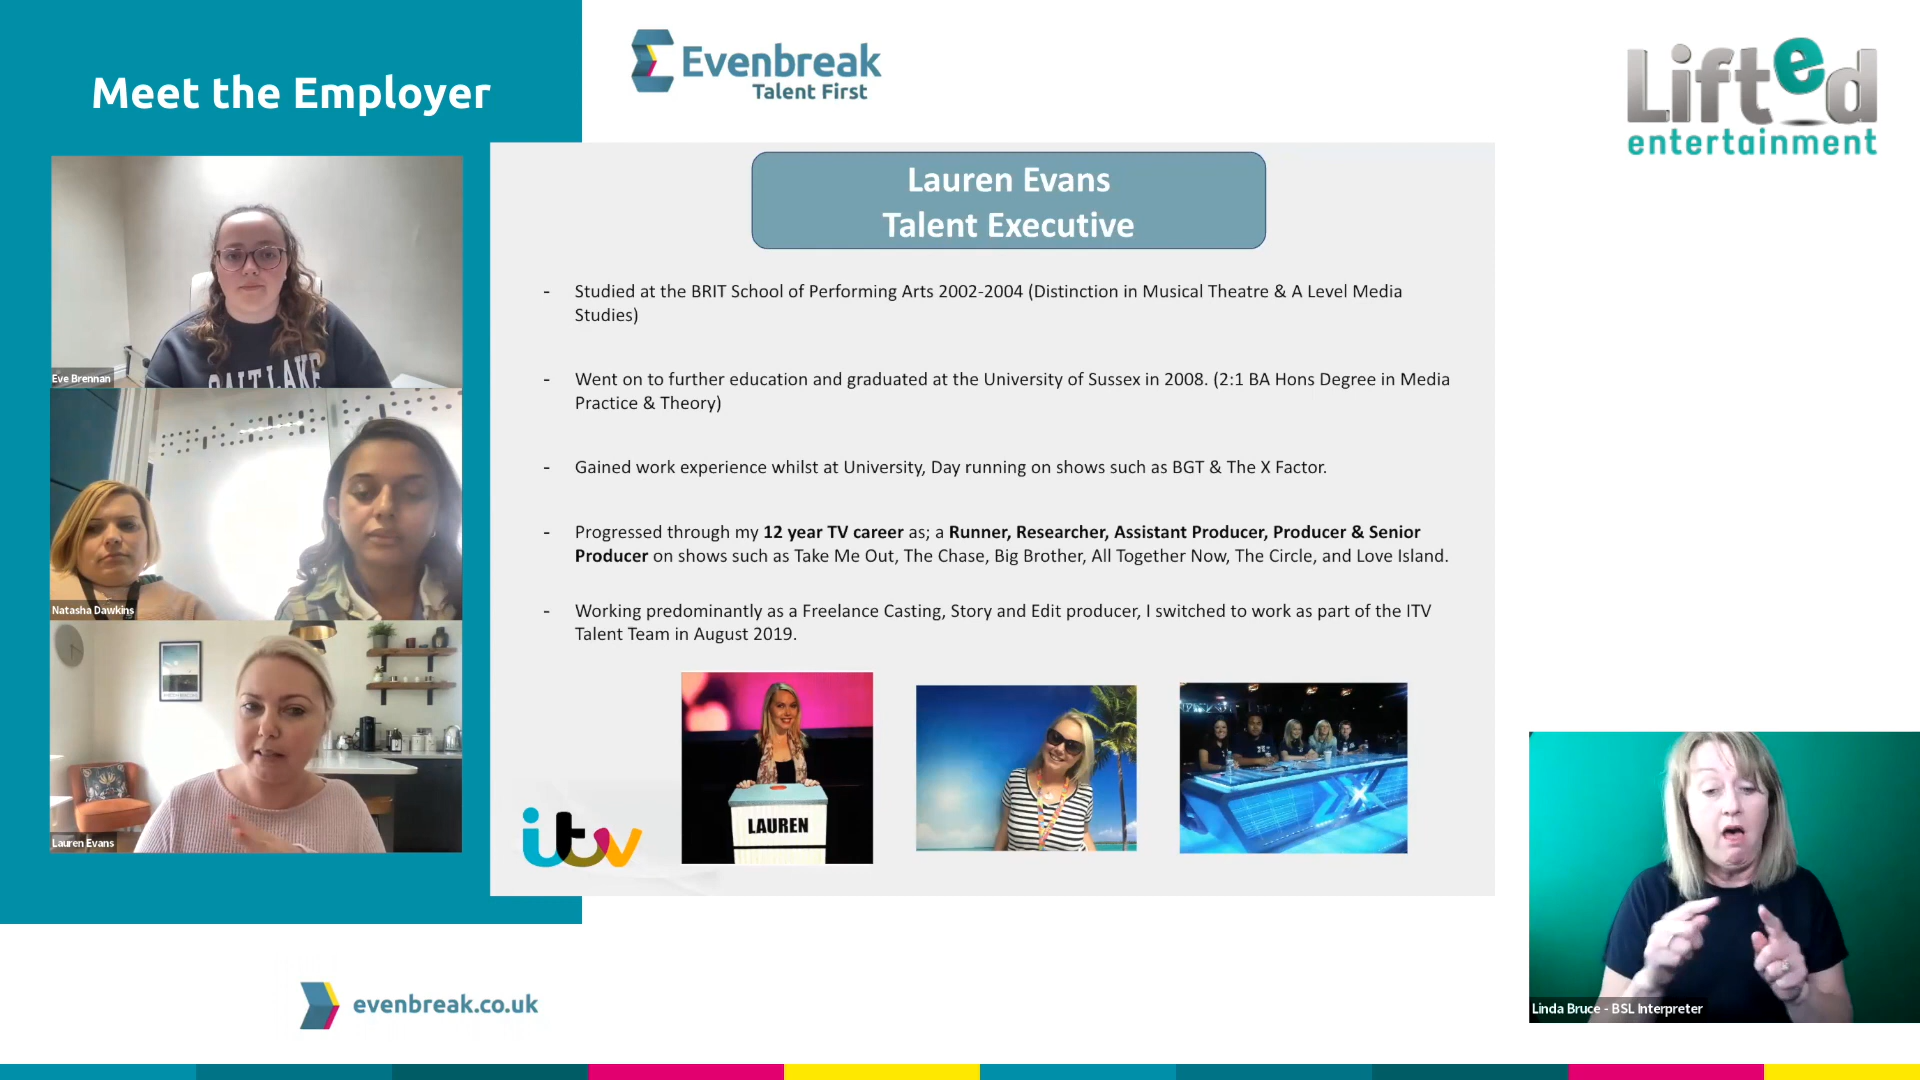 Meet the Employer
Evenbreak
Talent First
Lifted
entertainment
Lauren Evans
Talent Executive
- Studied at the BRIT School of Performing Arts 2002-2004 (Distinction in Musical Theatre & A Level Media
Studies)
- Went on to further education and graduated at the University of Sussex in 2008. (2:1 BA Hons Degree in Media
Practice & Theory)
- Gained work experience whilst at University, Day running on shows such as BGT & The X Factor.
- Progressed through my 12 year TV career as; a Runner, Researcher, Assistant Producer, Producer & Senior
Producer on shows such as Take Me Out, The Chase, Big Brother, All Together Now, The Circle, and Love Island.
- Working predominantly as a Freelance Casting, Story and Edit producer, I switched to work as part of the ITV
Talent Team in August 2019.
itv
LAUREN
X
SALT LAKE
Eve Brennan
Natasha Dawkins
Lauren Evans
Linda Bruce - BSL Interpreter
evenbreak.co.uk